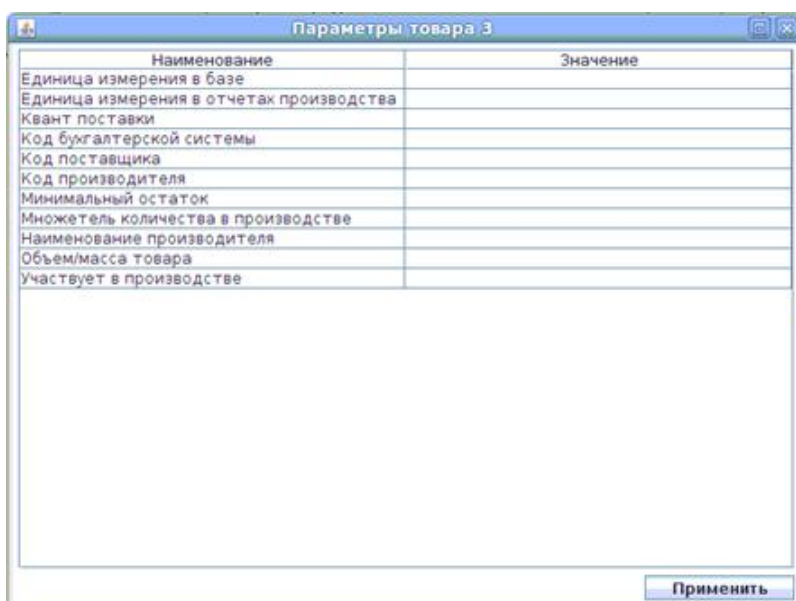 Параметры товара 3
Наименование Значение
Единица измерения в базе
Единица измерения в отчетах производства
Квант поставки
Код бухгалтерской системы
Код поставщика
Код производителя
Минимальный остаток
Множетель количества в производстве
Наименование производителя
Объем/масса товара
Участвует в производстве
Применить